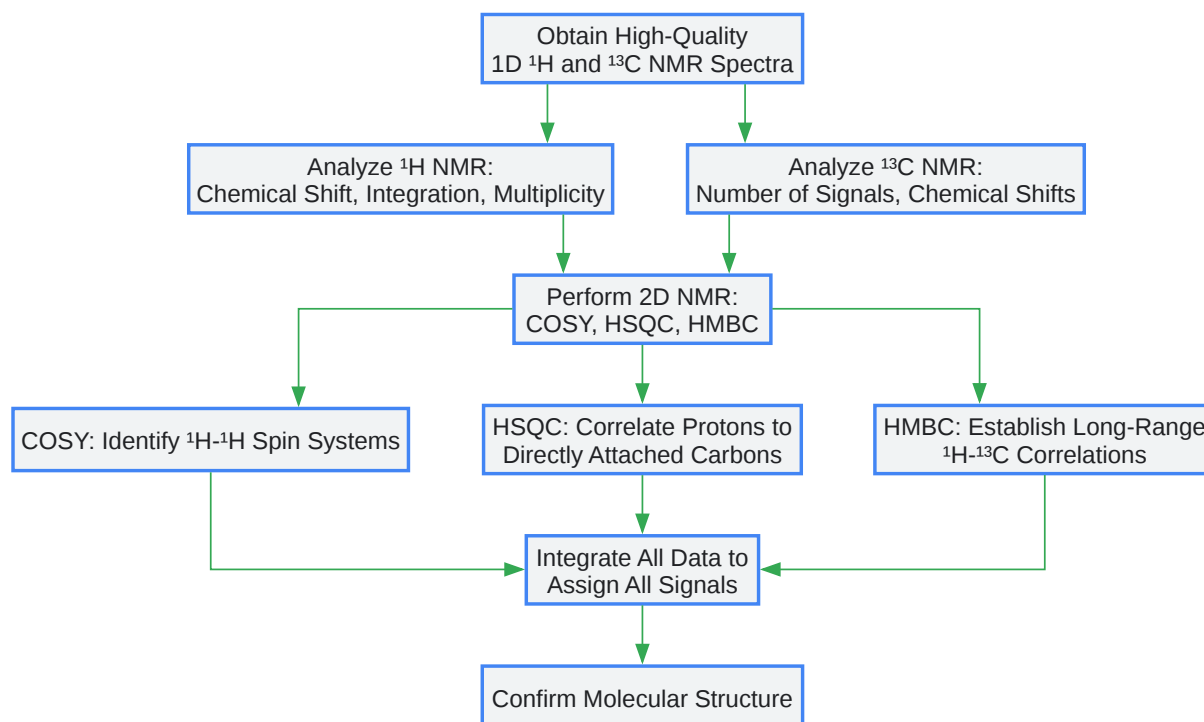 Obtain High-Quality
1D ¹H and ¹³C NMR Spectra
Analyze ¹H NMR:
Chemical Shift, Integration, Multiplicity
Analyze ¹³C NMR:
Number of Signals, Chemical Shifts
Perform 2D NMR:
COSY, HSQC, HMBC
COSY: Identify ¹H-¹H Spin Systems
HSQC: Correlate Protons to
Directly Attached Carbons
HMBC: Establish Long-Range
¹H-¹³C Correlations
Integrate All Data to
Assign All Signals
Confirm Molecular Structure